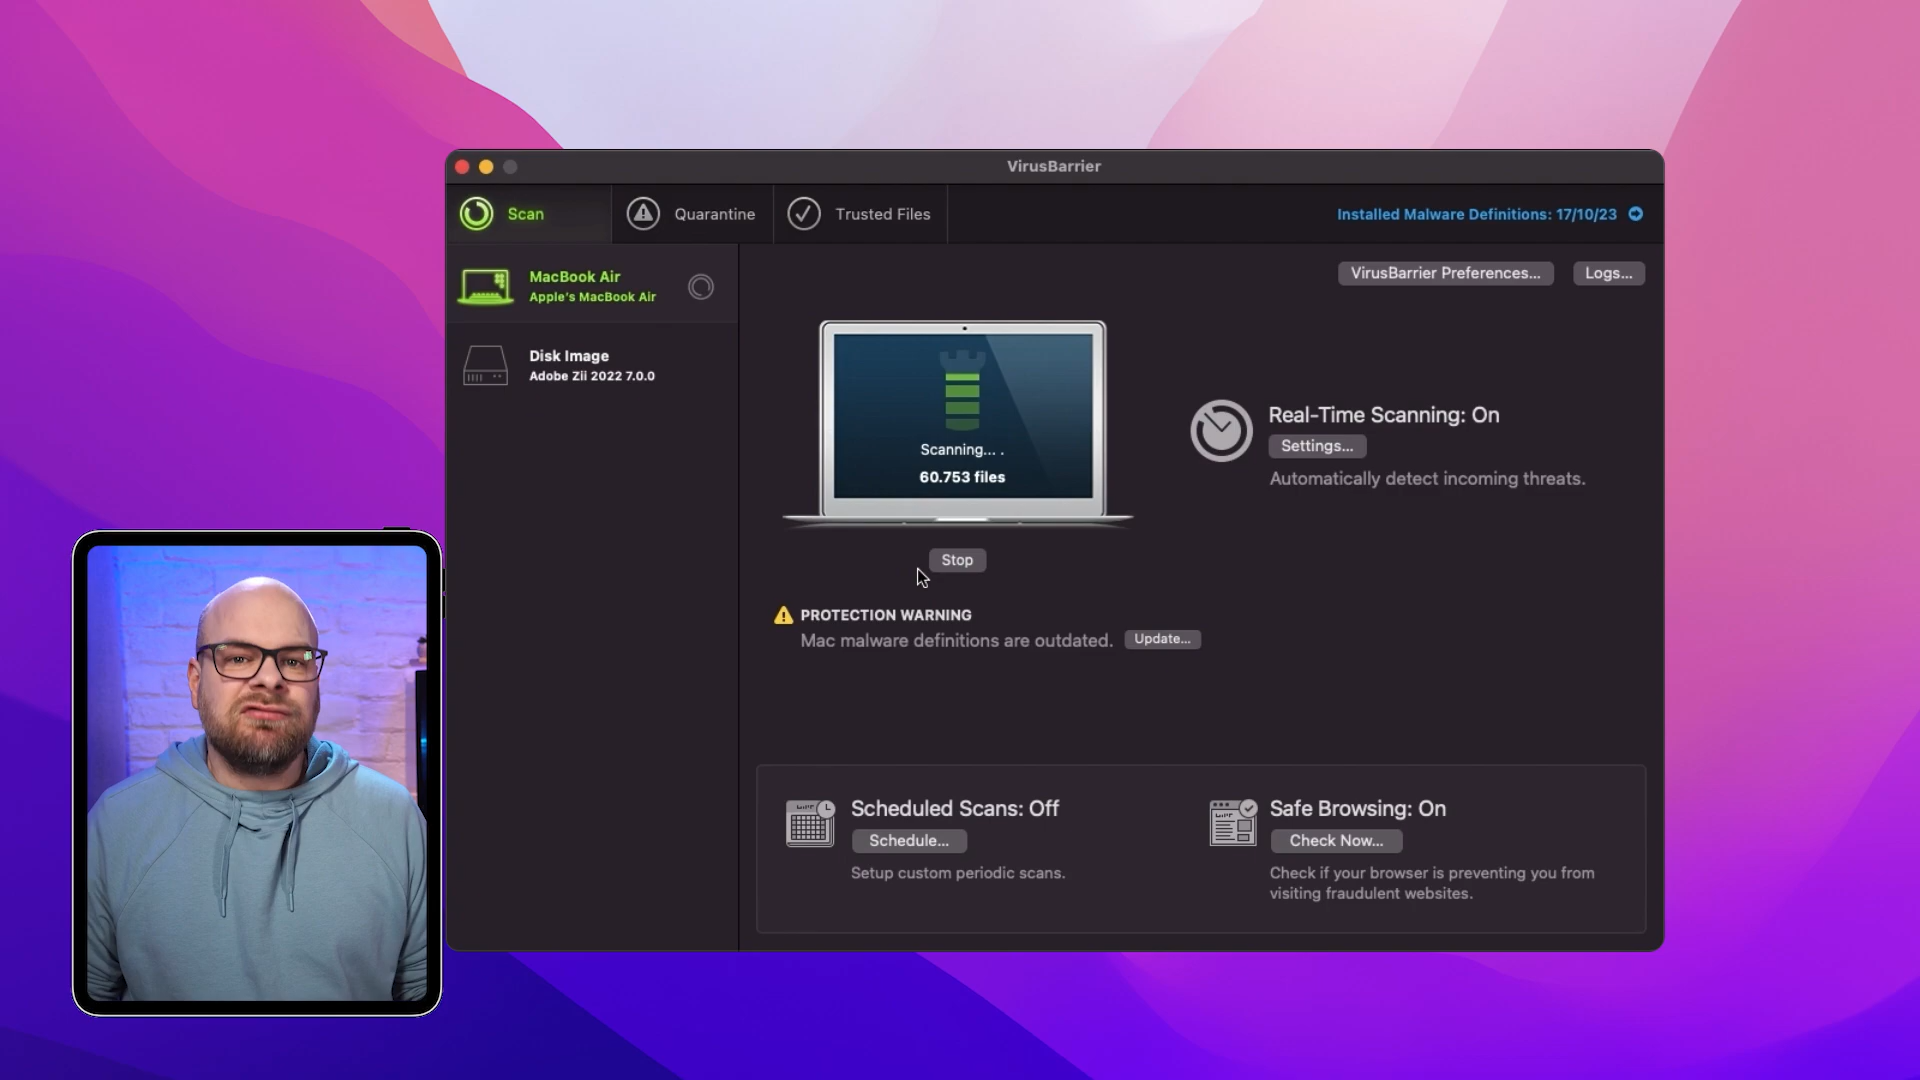 VirusBarrier
Scan
Quarantine
Trusted Files
Installed Malware Definitions: 17/10/23
MacBook Air
Apple's MacBook Air
Disk Image
Adobe Zii 2022 7.0.0
VirusBarrier Preferences...
Logs...
Scanning... .
60.753 files
Stop
Real-Time Scanning: On
Settings...
Automatically detect incoming threats.
PROTECTION WARNING
Mac malware definitions are outdated.
Update...
Scheduled Scans: Off
Schedule...
Setup custom periodic scans.
Safe Browsing: On
Check Now...
Check if your browser is preventing you from
visiting fraudulent websites.